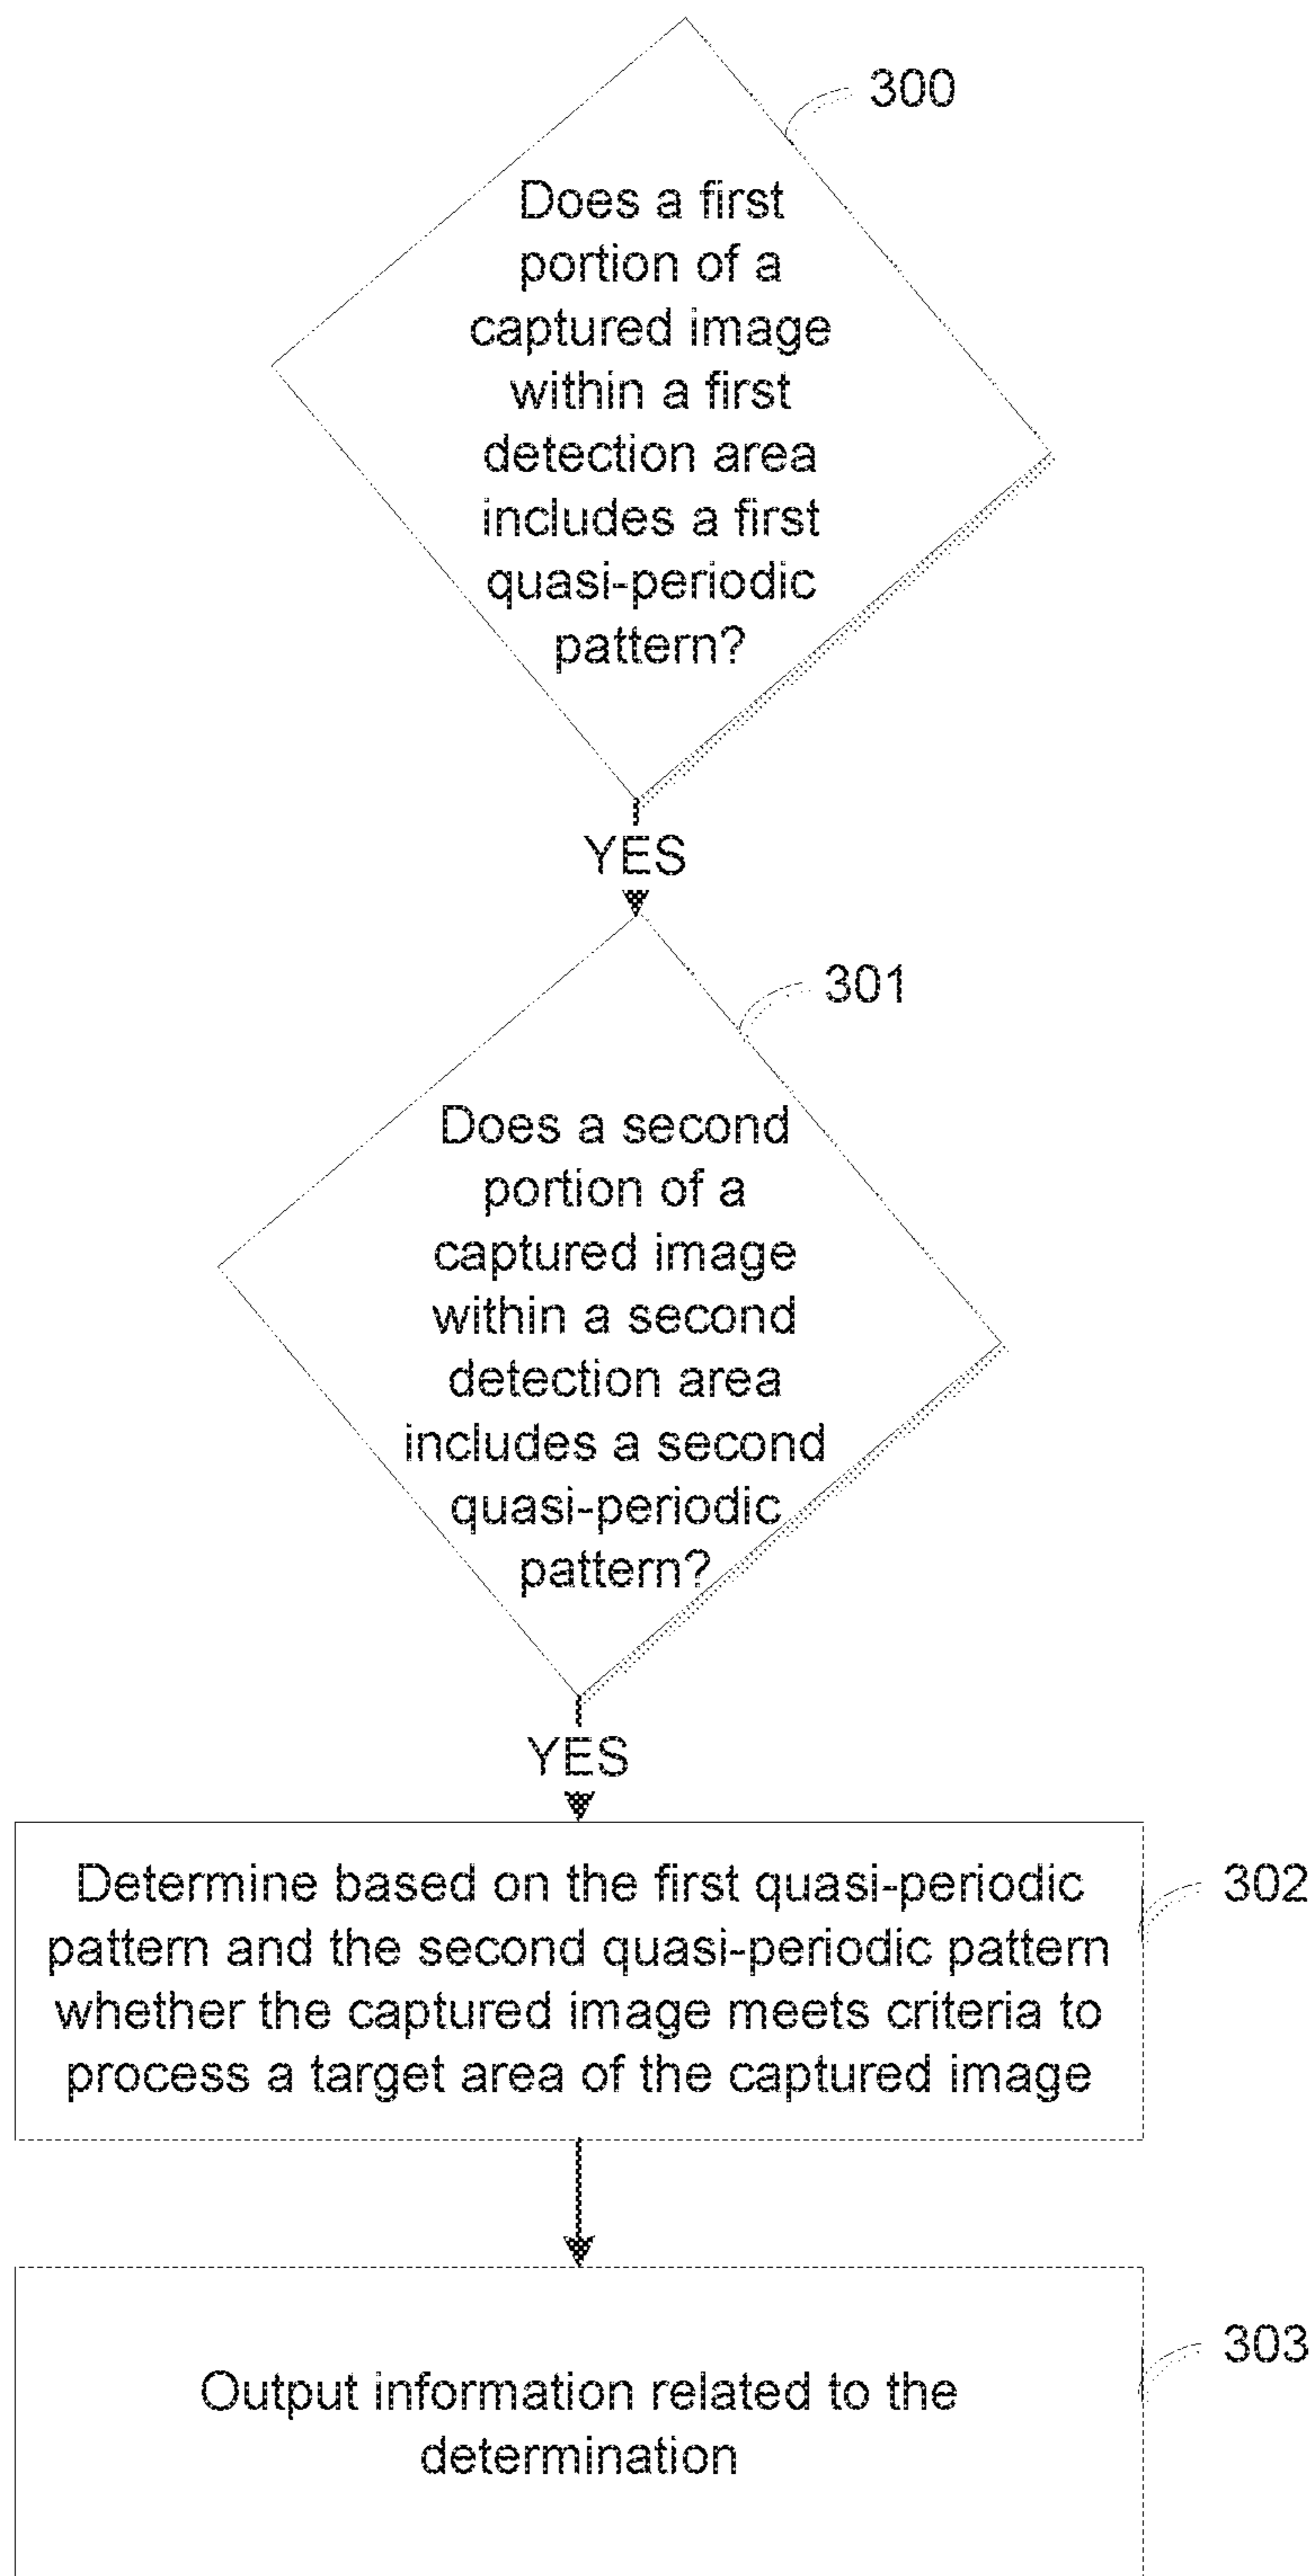 300
Does a first
portion of a
captured image
within a first
detection area
includes a first
quasi-periodic
pattern?
YES
301
Does a second
portion of a
captured image
within a second
detection area
includes a second
quasi-periodic
pattern?
YES
Determine based on the first quasi-periodic
pattern and the second quasi-periodic pattern
whether the captured image meets criteria to
process a target area of the captured image
302
Output information related to the
determination
303